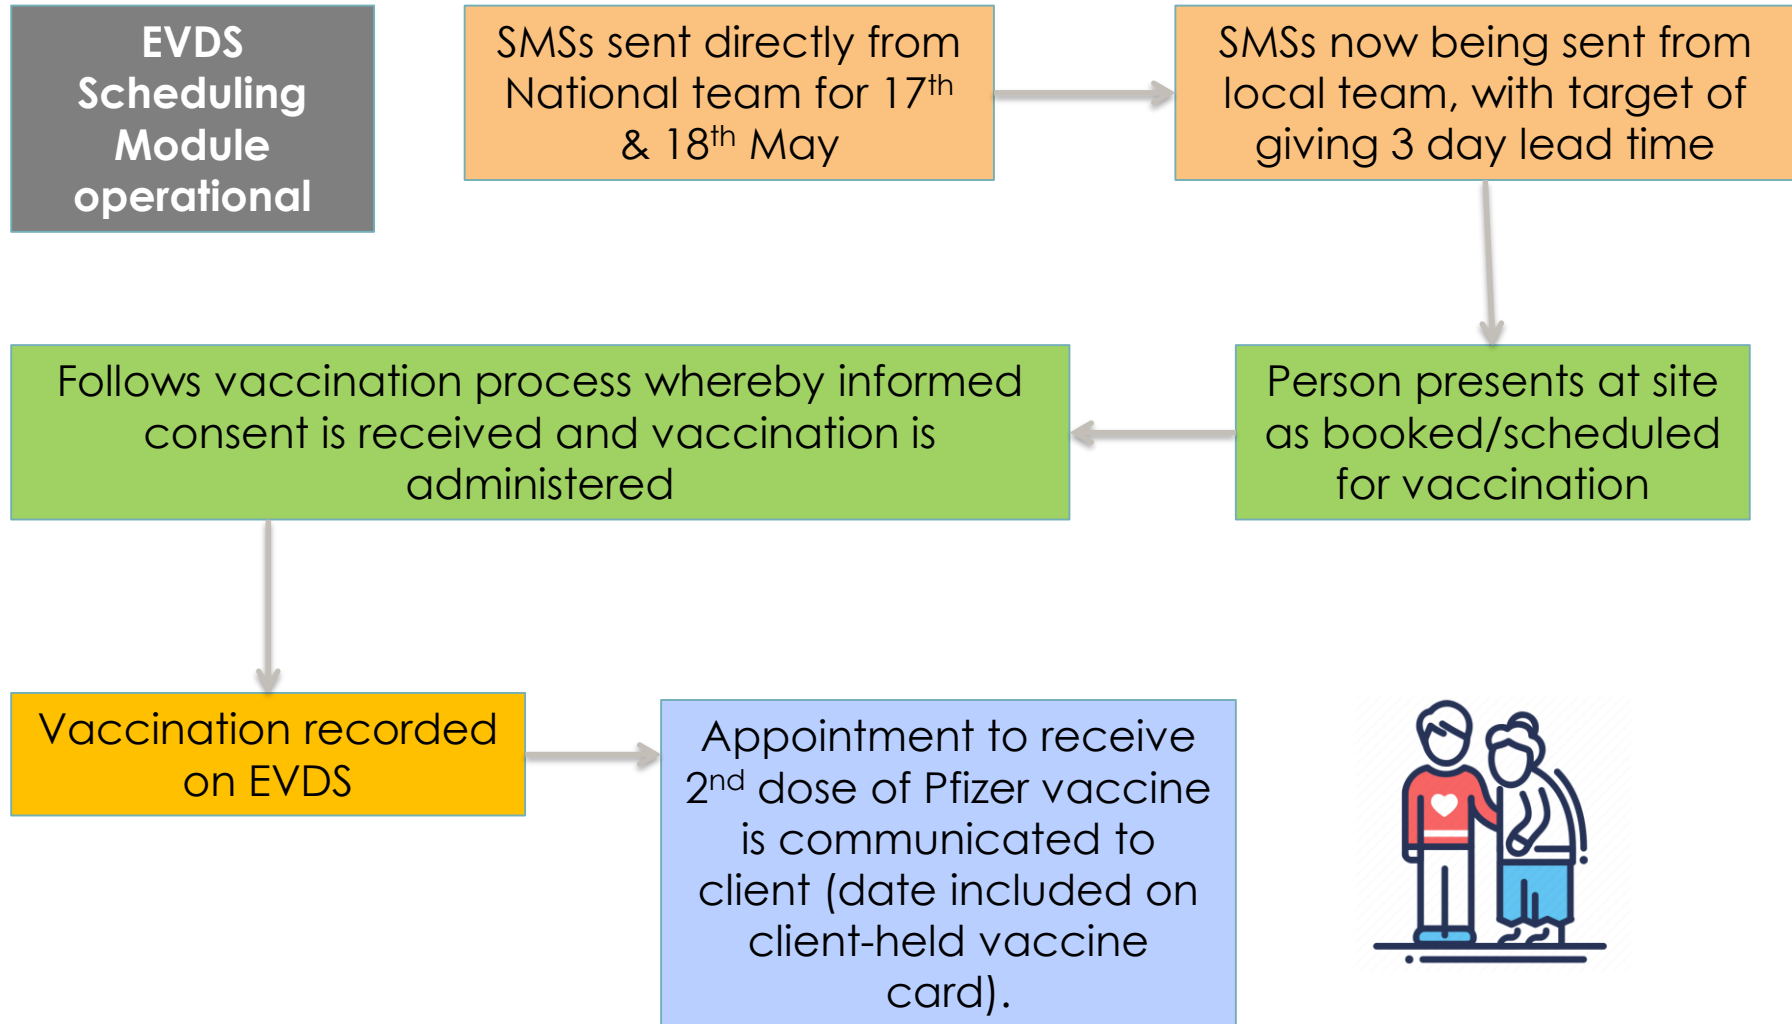 EVDS
Scheduling
Module
operational
SMSs sent directly from
National team for 17th
& 18th May
SMSs now being sent from
local team, with target of
giving 3 day lead time
Person presents at site
as booked/scheduled
for vaccination
Follows vaccination process whereby informed
consent is received and vaccination is
administered
Vaccination recorded
on EVDS
Appointment to receive
2nd dose of Pfizer vaccine
is communicated to
client (date included on
client-held vaccine
card).